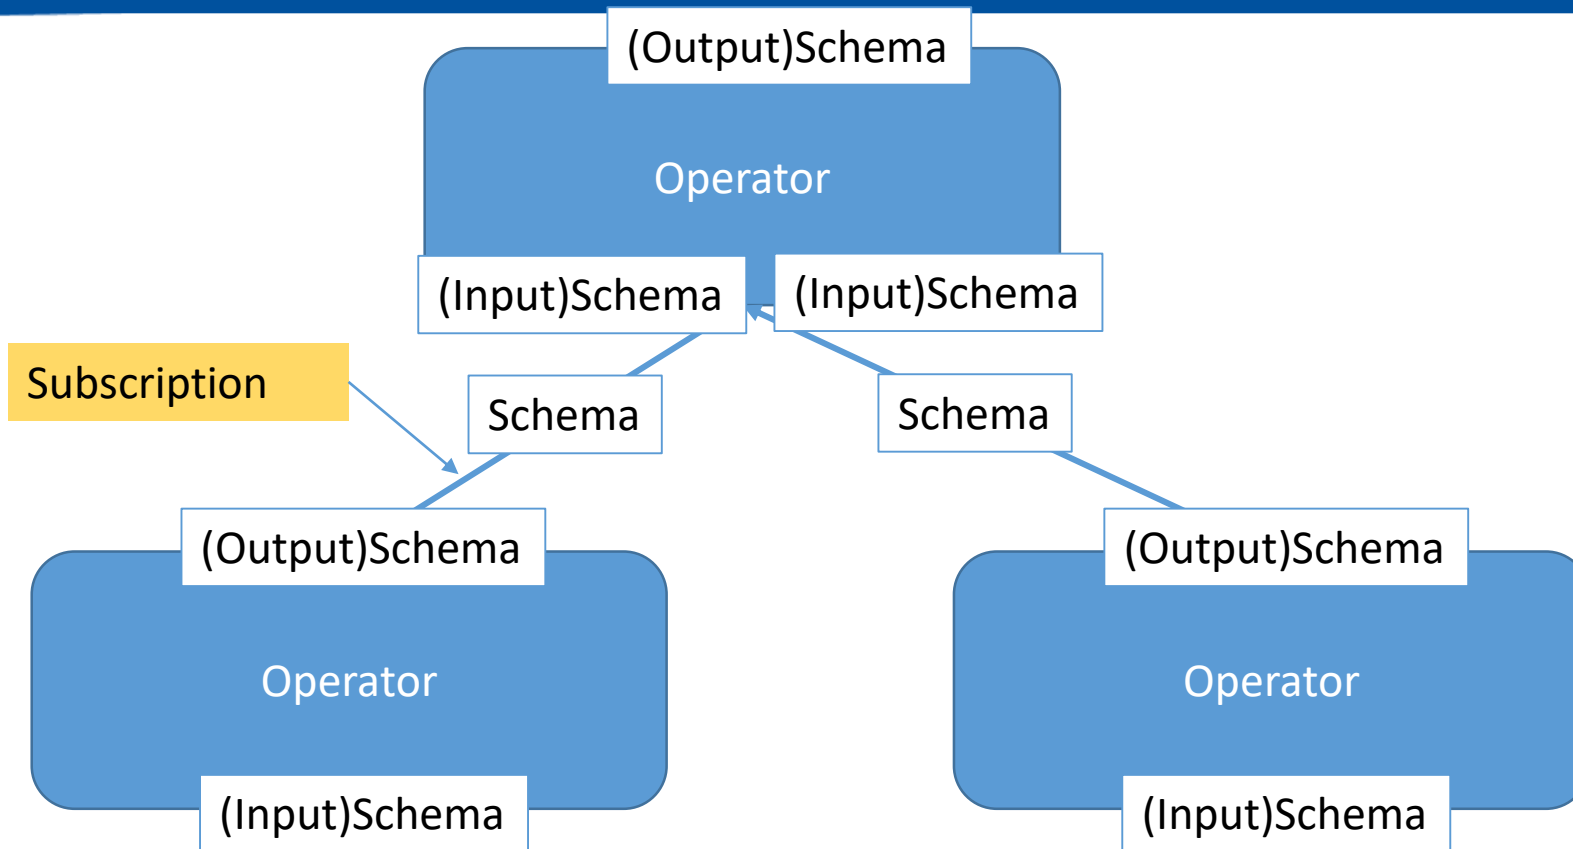 (Output)Schema
Operator
(Input)Schema
(Input)Schema
Subscription
Schema
Schema
(Output)Schema
(Output)Schema
Operator
Operator
(Input)Schema
(Input)Schema